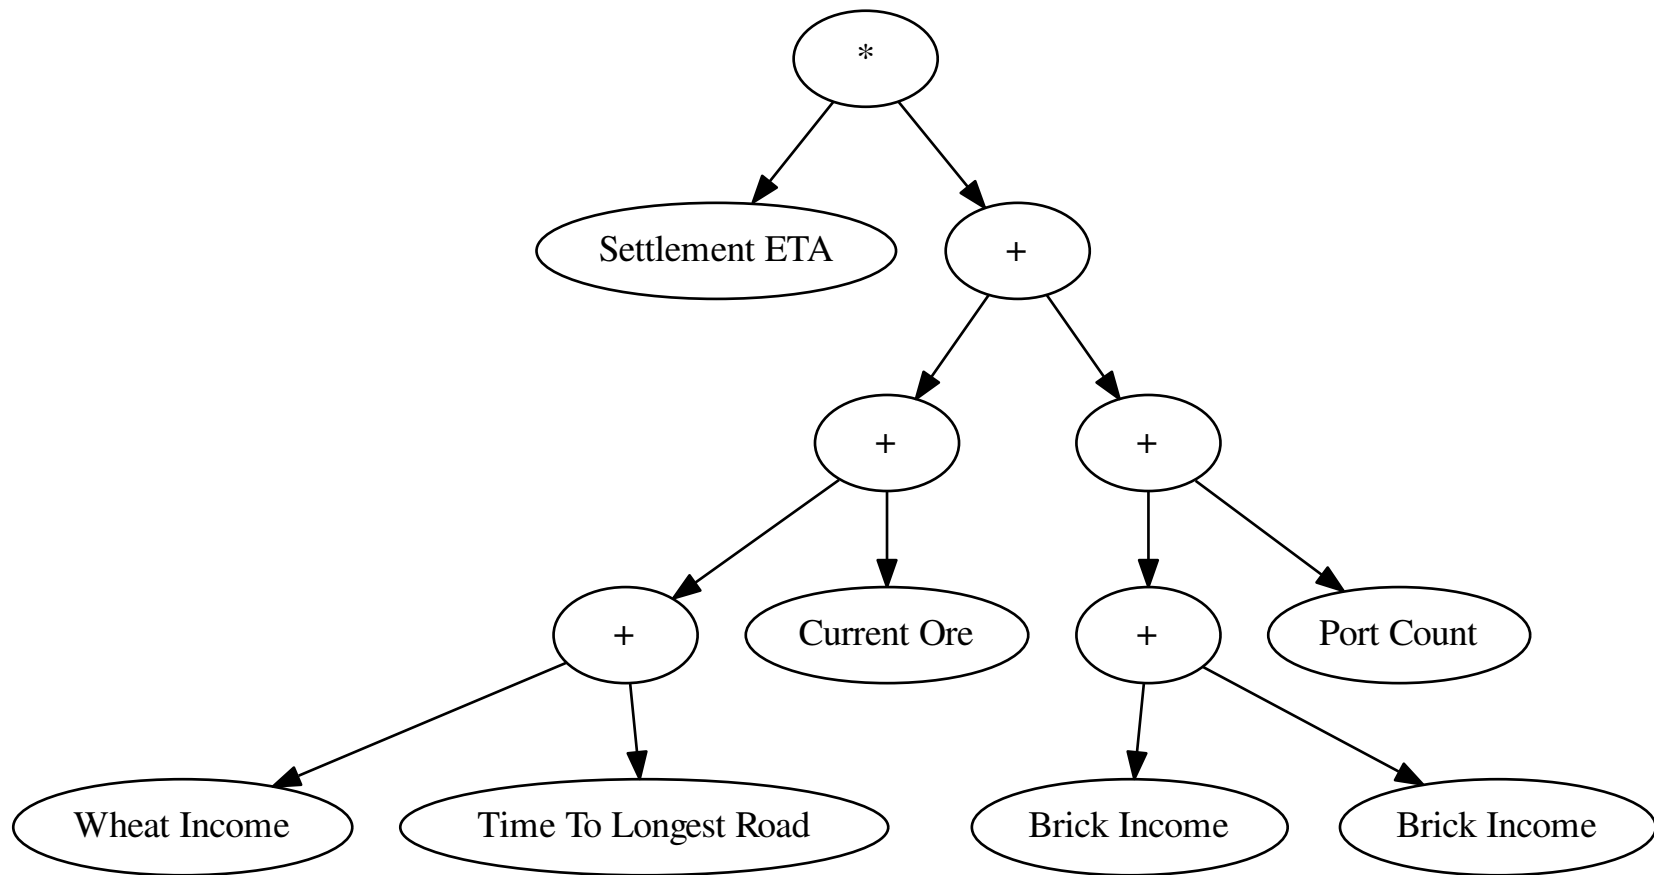 *
Settlement ETA
+
+
+
+
Current Ore
+
Port Count
Wheat Income
Time To Longest Road
Brick Income
Brick Income